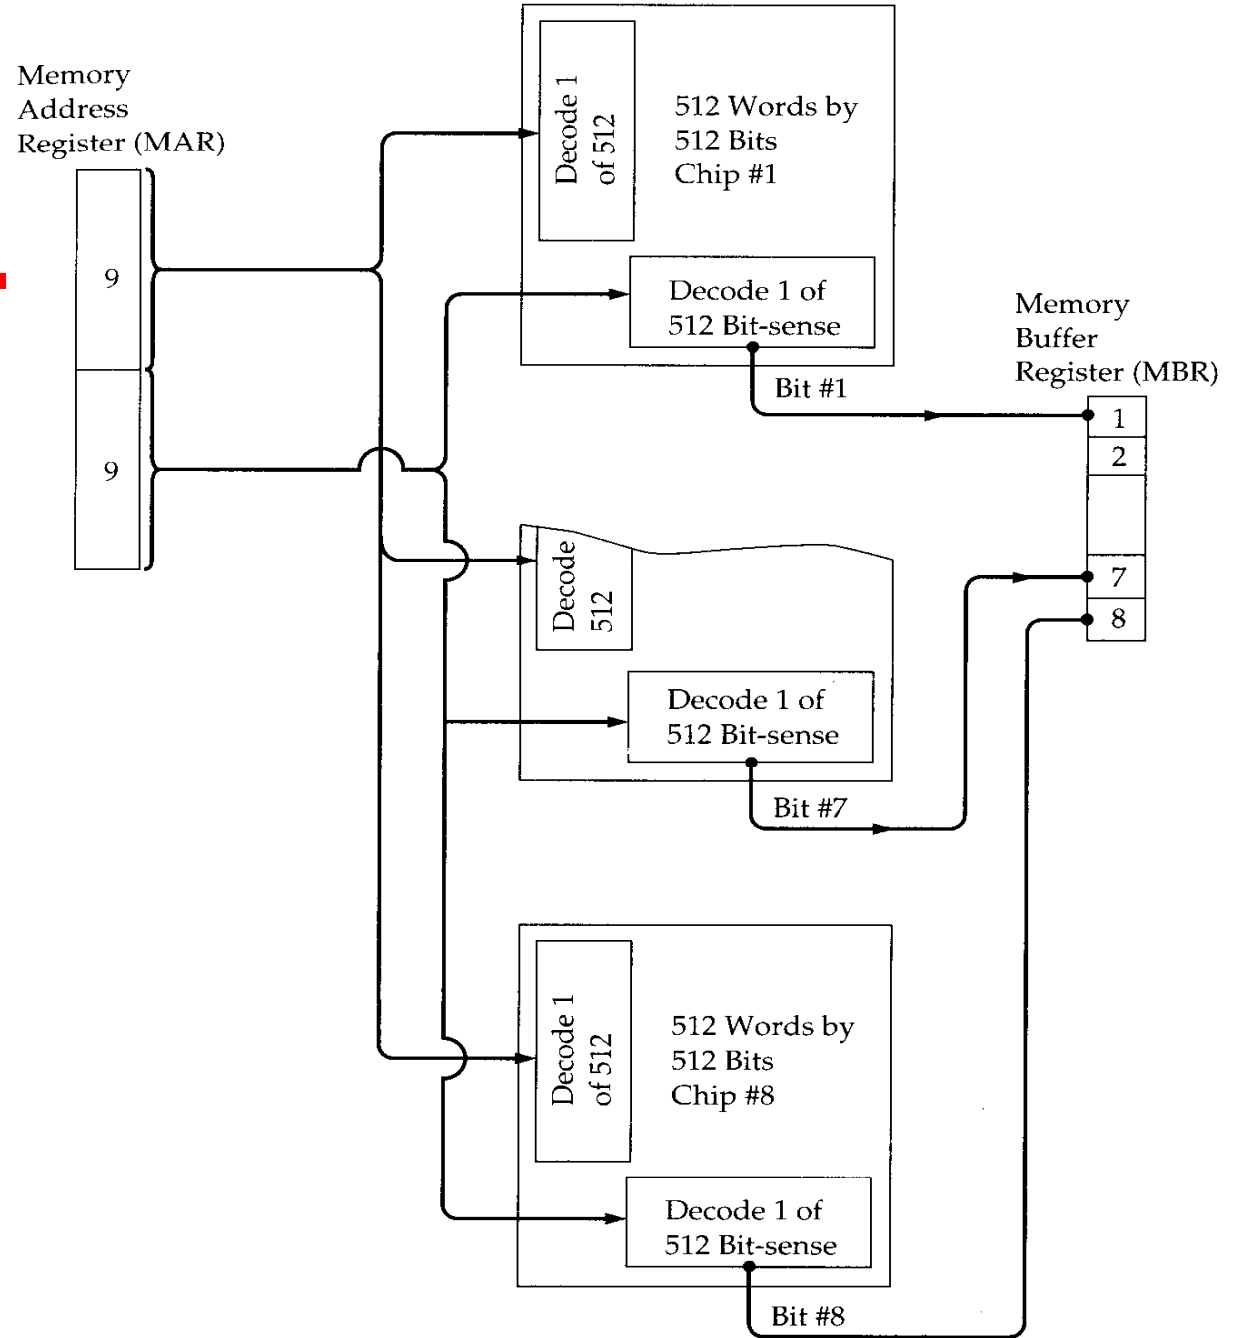 Memory
Address
Register (MAR)
9
9
Decode 1
of 512
512 Words by
512 Bits
Chip #1
Decode 1 of
512 Bit-sense
Bit #1
Memory
Buffer
Register (MBR)
1
2
7
8
Decode
512
Decode 1 of
512 Bit-sense
Bit #7
Decode 1
of 512
512 Words by
512 Bits
Chip #8
Decode 1 of
512 Bit-sense
Bit #8